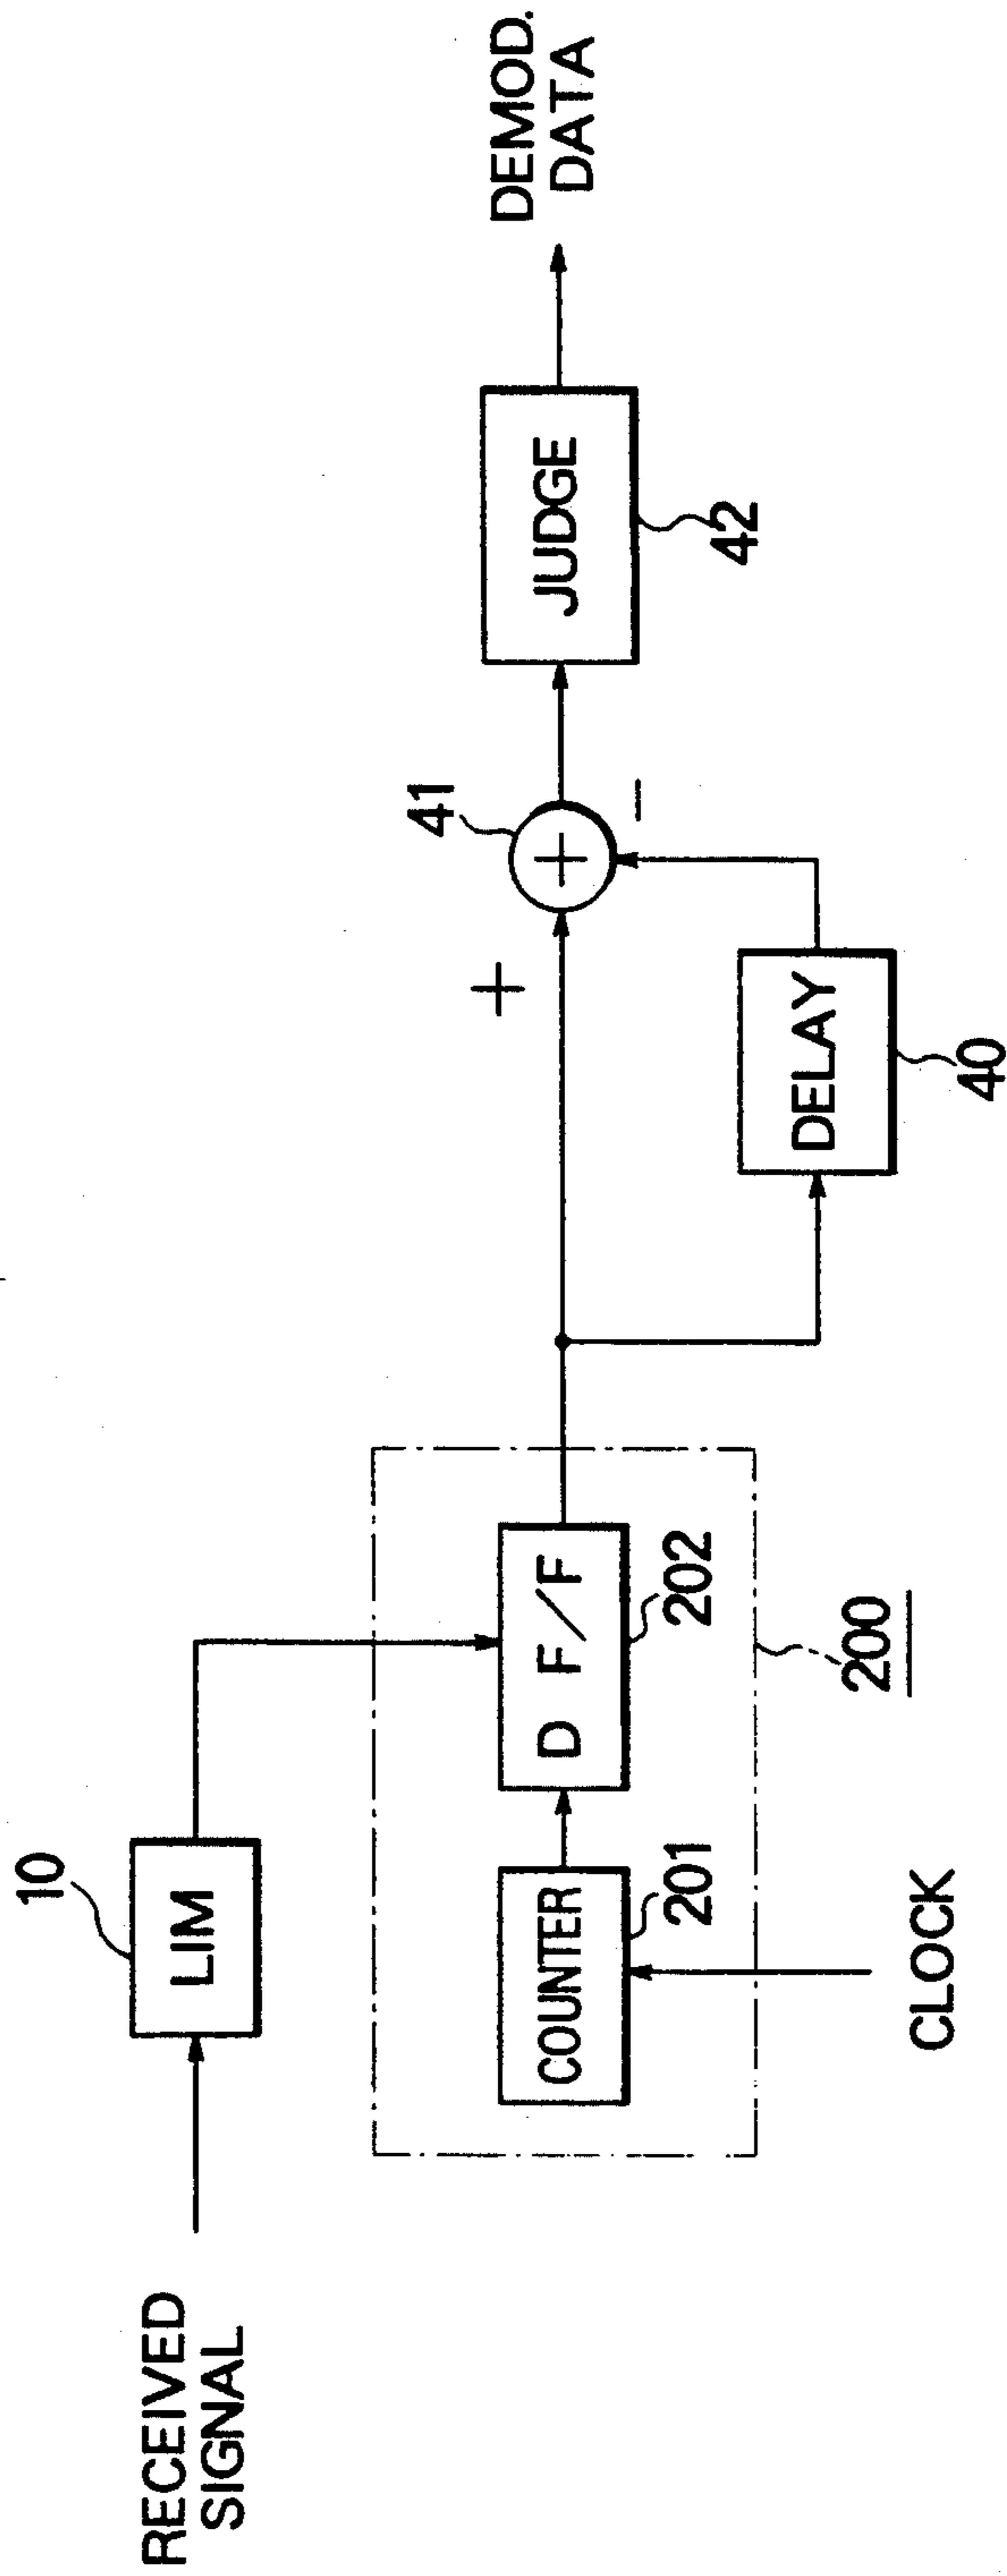 RECEIVED
SIGNAL
10
LIM
COUNTER
201
CLOCK
D F/F
202
200
+
41
+
−
DELAY
40
JUDGE
42
DEMOD.
DATA